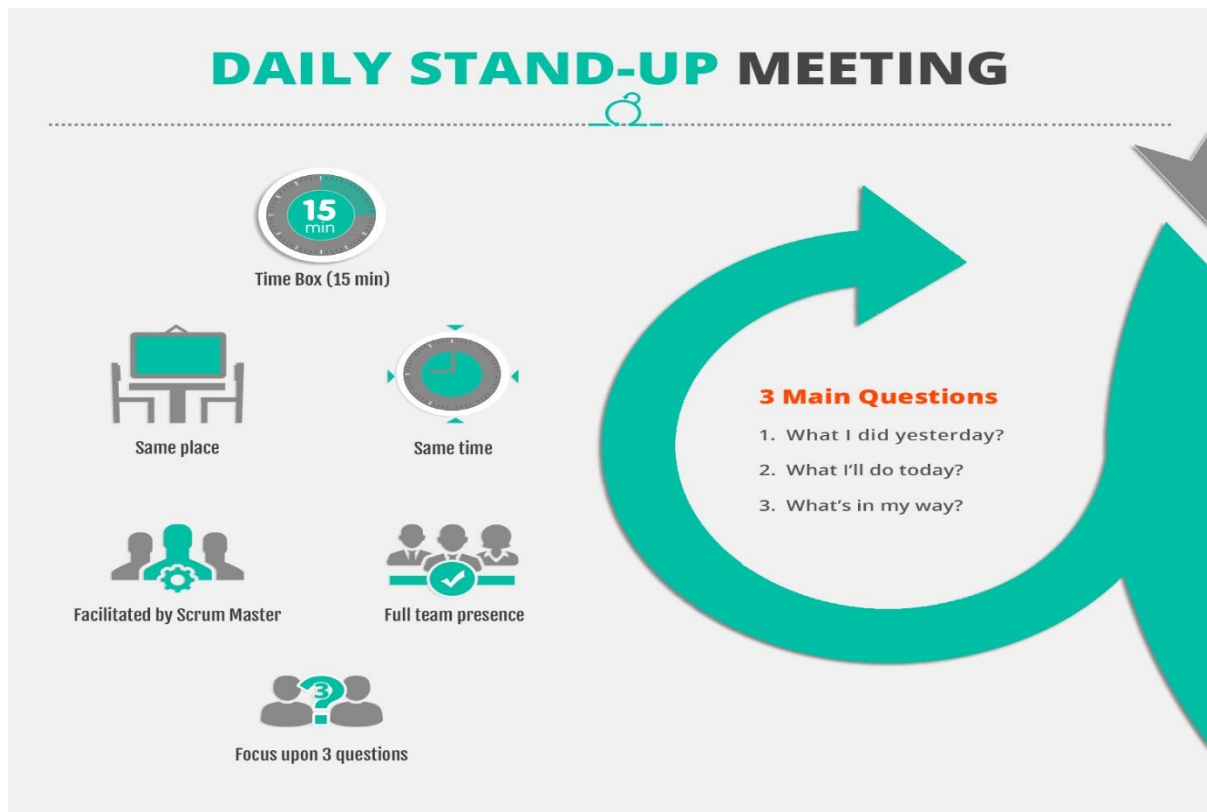 DAILY STAND-UP MEETING
15
min
Time Box (15 min)
Same place
Same time
Facilitated by Scrum Master
Full team presence
3
Focus upon 3 questions
3 Main Questions
1. What I did yesterday?
2. What I'll do today?
3. What's in my way?